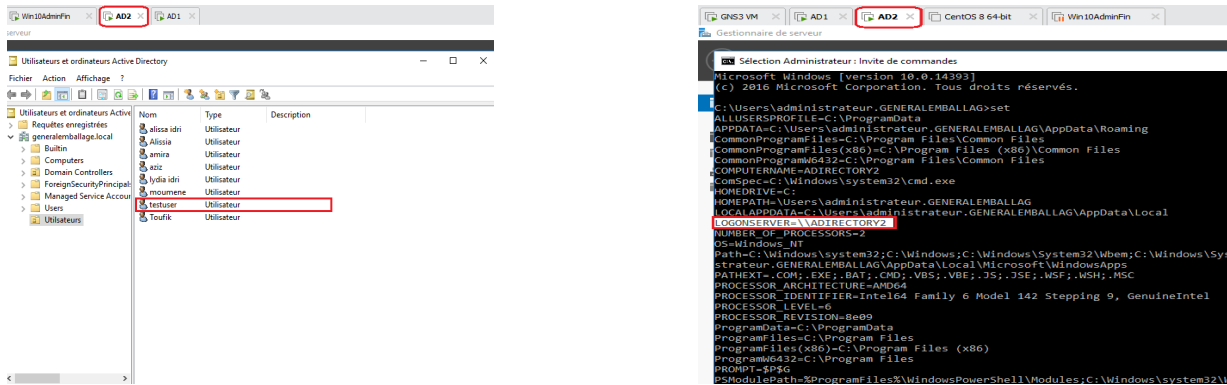 Win10AdminFin × AD2 × AD1 ×
serveur
Utilisateurs et ordinateurs Active Directory
Fichier Action Affichage ?
Utilisateurs et ordinateurs Active
Requêtes enregistrées
generalemballage.local
Builtin
Computers
Domain Controllers
ForeignSecurityPrincipals
Managed Service Accour
Users
Utilsateurs
Nom Type Description
alissa idri Utilisateur
Alissia Utilisateur
amira Utilisateur
aziz Utilisateur
lydia idri Utilisateur
moumene Utilisateur
testuser Utilisateur
Toufik Utilisateur
GNS3 VM × AD1 × AD2 × CentOS 8 64-bit × Win10AdminFin ×
Gestionnaire de serveur
Sélection Administrateur : Invite de commandes
Microsoft Windows [version 10.0.14393]
(c) 2016 Microsoft Corporation. Tous droits réservés.
C:\Users\administrateur.GENERALEMBALLAG>set
ALLUSERSPROFILE=C:\ProgramData
APPDATA=C:\Users\administrateur.GENERALEMBALLAG\AppData\Roaming
CommonProgramFiles=C:\Program Files\Common Files
CommonProgramFiles(x86)=C:\Program Files (x86)\Common Files
CommonProgramW6432=C:\Program Files\Common Files
COMPUTERNAME=ADIRECTORY2
ComSpec=C:\Windows\system32\cmd.exe
HOMEDRIVE=C:
HOMEPATH=\Users\administrateur.GENERALEMBALLAG
LOCALAPPDATA=C:\Users\administrateur.GENERALEMBALLAG\AppData\Local
LOGONSERVER=\\ADIRECTORY2
NUMBER_OF_PROCESSORS=2
OS=Windows_NT
Path=C:\Windows\system32;C:\Windows;C:\Windows\System32\Wbem;C:\Windows\Sys
strateur.GENERALEMBALLAG\AppData\Local\Microsoft\WindowsApps
PATHEXT=.COM;.EXE;.BAT;.CMD;.VBS;.VBE;.JS;.JSE;.WSF;.WSH;.MSC
PROCESSOR_ARCHITECTURE=AMD64
PROCESSOR_IDENTIFIER=Intel64 Family 6 Model 142 Stepping 9, GenuineIntel
PROCESSOR_LEVEL=6
PROCESSOR_REVISION=8e09
ProgramData=C:\ProgramData
ProgramFiles=C:\Program Files
ProgramFiles(x86)=C:\Program Files (x86)
ProgramW6432=C:\Program Files
PROMPT=$P$G
PSModulePath=%ProgramFiles%\WindowsPowerShell\Modules;C:\Windows\system32\